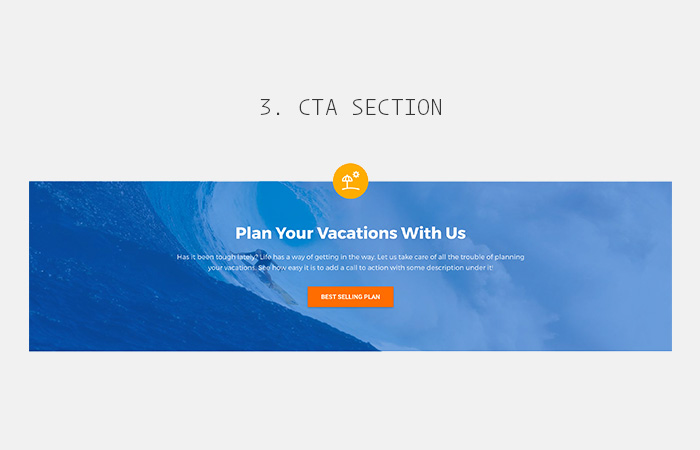 3. CTA SECTION
Plan Your Vacations With Us
Has it been tough lately? Life has a way of getting in the way. Let us take care of all the trouble of planning
your vacations. See how easy it is to add a call to action with some description under it!
BEST SELLING PLAN